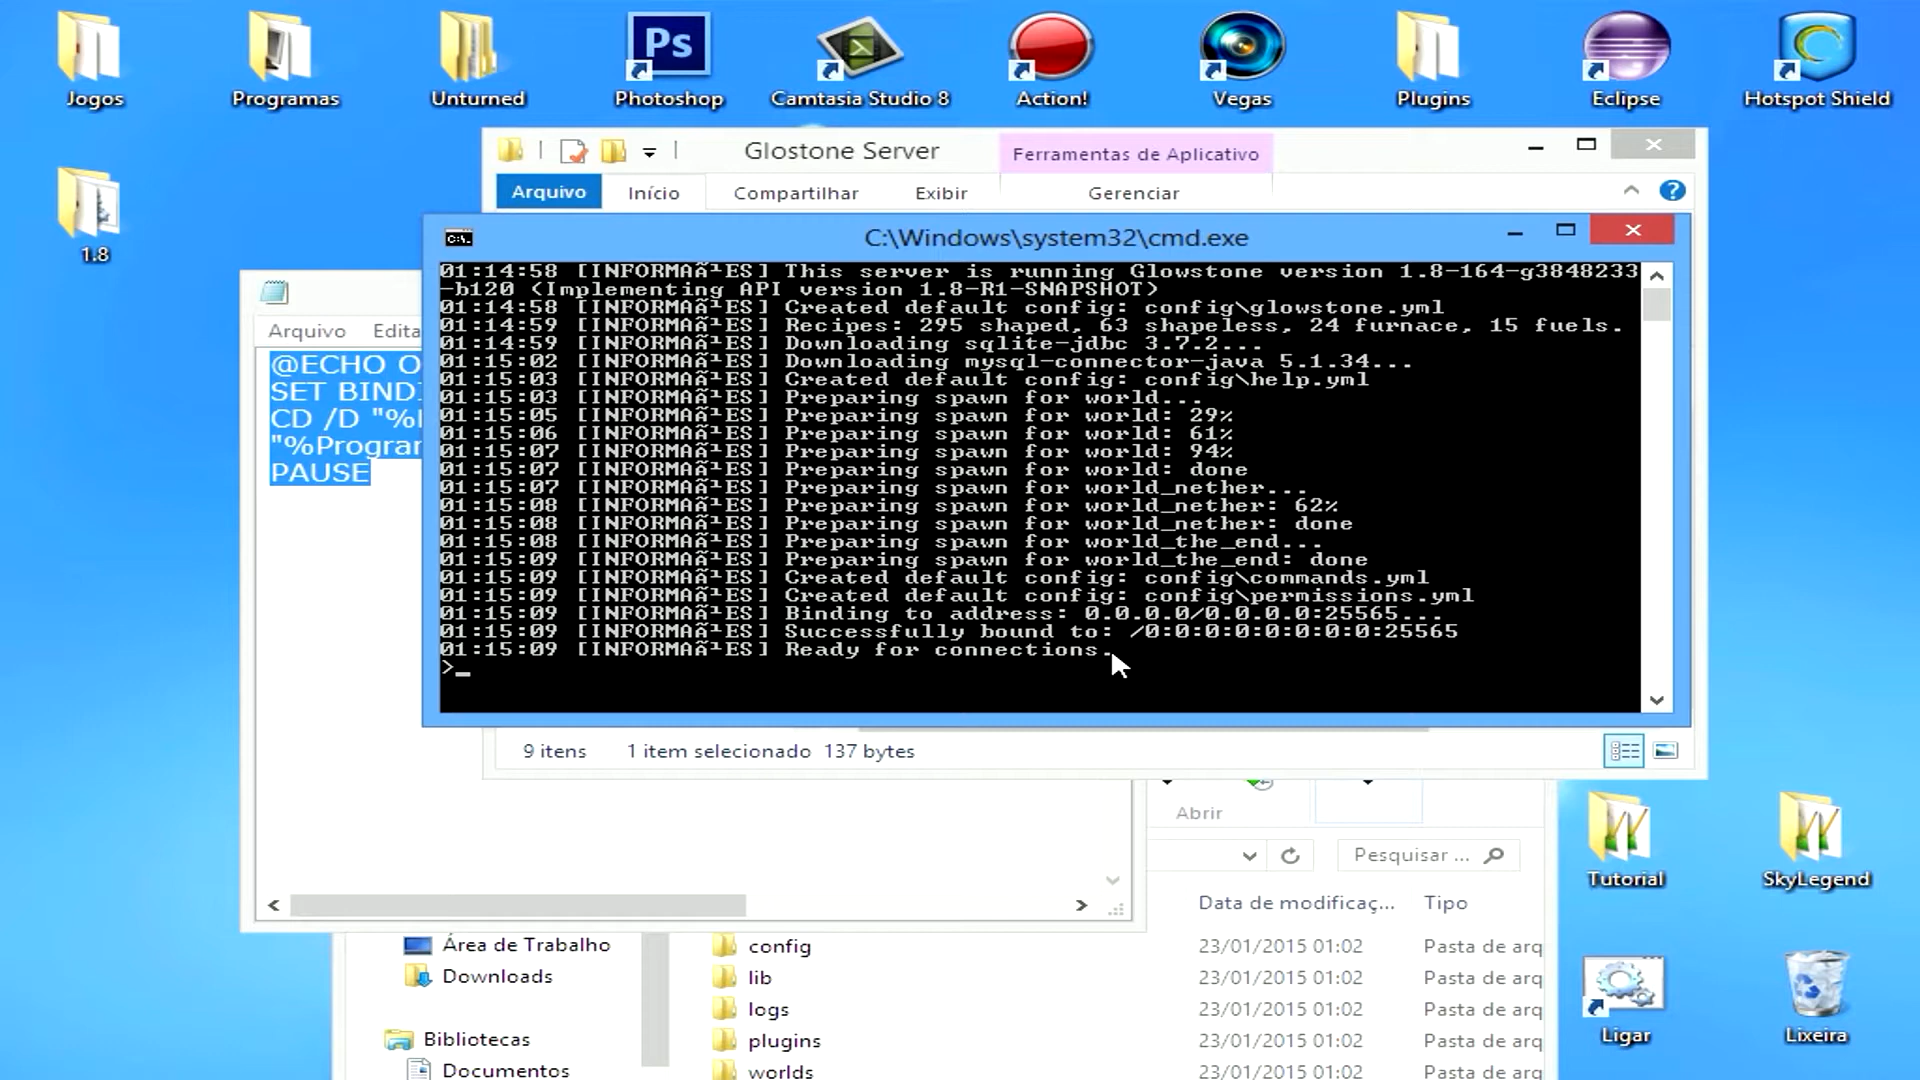 Jogos
Programas
Unturned
Ps
Photoshop
Camtasia Studio 8
Action!
Vegas
Plugins
Eclipse
Hotspot Shield
1.8
Glostone Server
Ferramentas de Aplicativo
Arquivo
Início
Compartilhar
Exibir
Gerenciar
C:\Windows\system32\cmd.exe
01:14:58 [INFORMAã³ES] This server is running Glowstone version 1.8-164-g3848233
-b120 (Implementing API version 1.8-R1-SNAPSHOT)
01:14:58 [INFORMAã³ES] Created default config: config\glowstone.yml
01:14:59 [INFORMAã³ES] Recipes: 295 shaped, 63 shapeless, 24 furnace, 15 fuels.
01:14:59 [INFORMAã³ES] Downloading sqlite-jdbc 3.7.2...
01:15:02 [INFORMAã³ES] Downloading mysql-connector-java 5.1.34...
01:15:03 [INFORMAã³ES] Created default config: config\help.yml
01:15:03 [INFORMAã³ES] Preparing spawn for world...
01:15:05 [INFORMAã³ES] Preparing spawn for world: 29%
01:15:06 [INFORMAã³ES] Preparing spawn for world: 61%
01:15:07 [INFORMAã³ES] Preparing spawn for world: 94%
01:15:07 [INFORMAã³ES] Preparing spawn for world: done
01:15:07 [INFORMAã³ES] Preparing spawn for world_nether...
01:15:08 [INFORMAã³ES] Preparing spawn for world_nether: 62%
01:15:08 [INFORMAã³ES] Preparing spawn for world_nether: done
01:15:08 [INFORMAã³ES] Preparing spawn for world_the_end...
01:15:09 [INFORMAã³ES] Preparing spawn for world_the_end: done
01:15:09 [INFORMAã³ES] Created default config: config\commands.yml
01:15:09 [INFORMAã³ES] Created default config: config\permissions.yml
01:15:09 [INFORMAã³ES] Binding to address: 0.0.0.0/0.0.0.0:25565...
01:15:09 [INFORMAã³ES] Successfully bound to: /0:0:0:0:0:0:0:0:25565
01:15:09 [INFORMAã³ES] Ready for connections.
>_
Arquivo Edita
@ECHO O
SET BINDI
CD /D "%
"%Program
PAUSE
9 itens
1 item selecionado 137 bytes
Abrir
Pesquisar ...
Data de modificaç...
Tipo
Área de Trabalho
Downloads
Bibliotecas
Documentos
config 23/01/2015 01:02 Pasta de arq
lib 23/01/2015 01:02 Pasta de arq
logs 23/01/2015 01:02 Pasta de arq
plugins 23/01/2015 01:02 Pasta de arq
worlds 23/01/2015 01:02 Pasta de arq
Tutorial
SkyLegend
Ligar
Lixeira